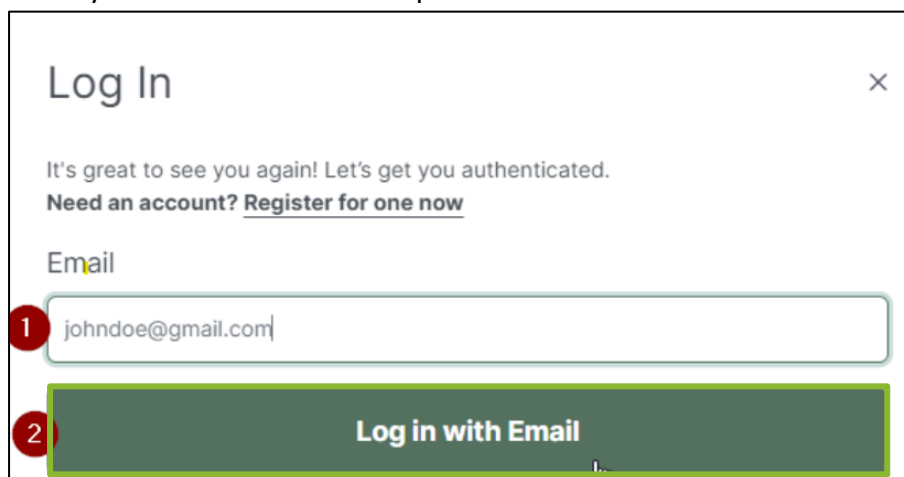 Log In
It's great to see you again! Let's get you authenticated.
Need an account? Register for one now
Email
1
johndoe@gmail.com
2
Log in with Email